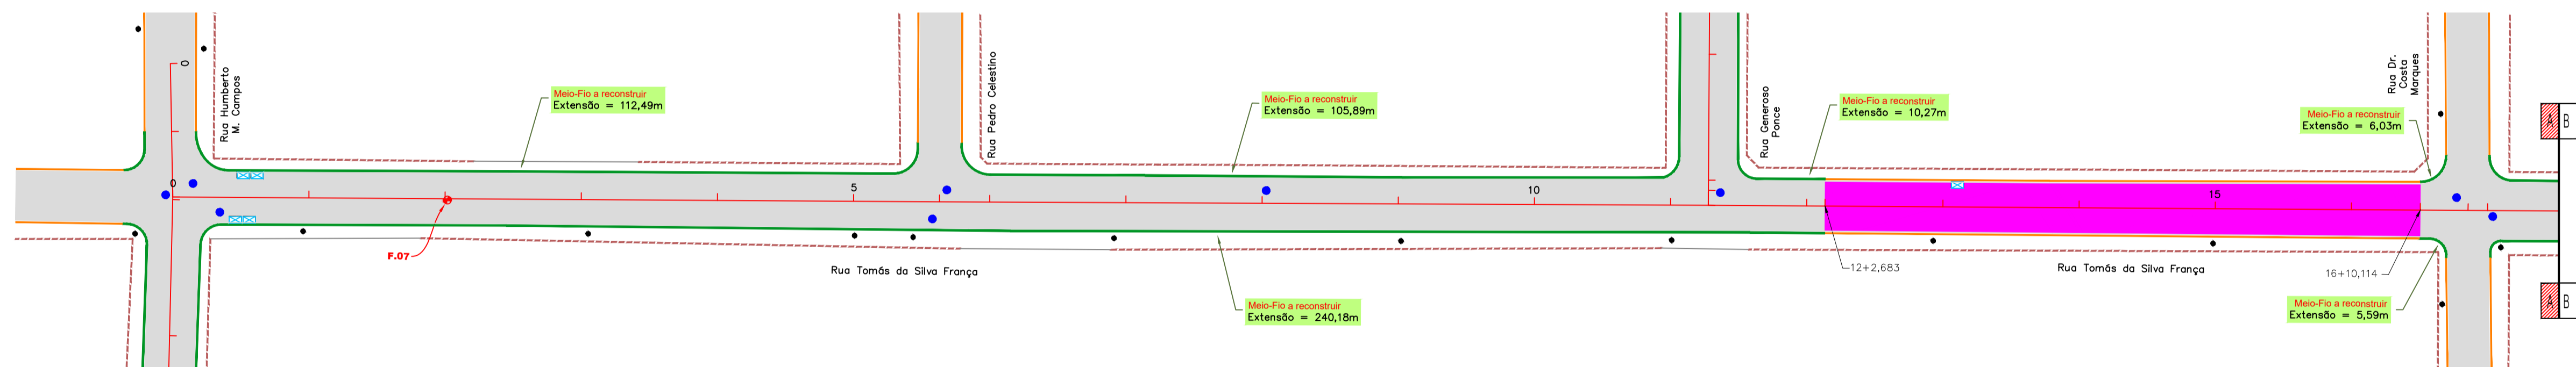 0
Rua Humberto
M. Campos
Meio-Fio a reconstruir
Extensão = 112,49m
Rua Pedro Celestino
Meio-Fio a reconstruir
Extensão = 105,89m
Rua Generoso
Ponce
Meio-Fio a reconstruir
Extensão = 10,27m
Rua Dr.
Costa
Marques
Meio-Fio a reconstruir
Extensão = 6,03m
A
B
0
5
10
15
F.07
Rua Tomás da Silva França
12+2,683
Rua Tomás da Silva França
16+10,114
Meio-Fio a reconstruir
Extensão = 240,18m
Meio-Fio a reconstruir
Extensão = 5,59m
A
B